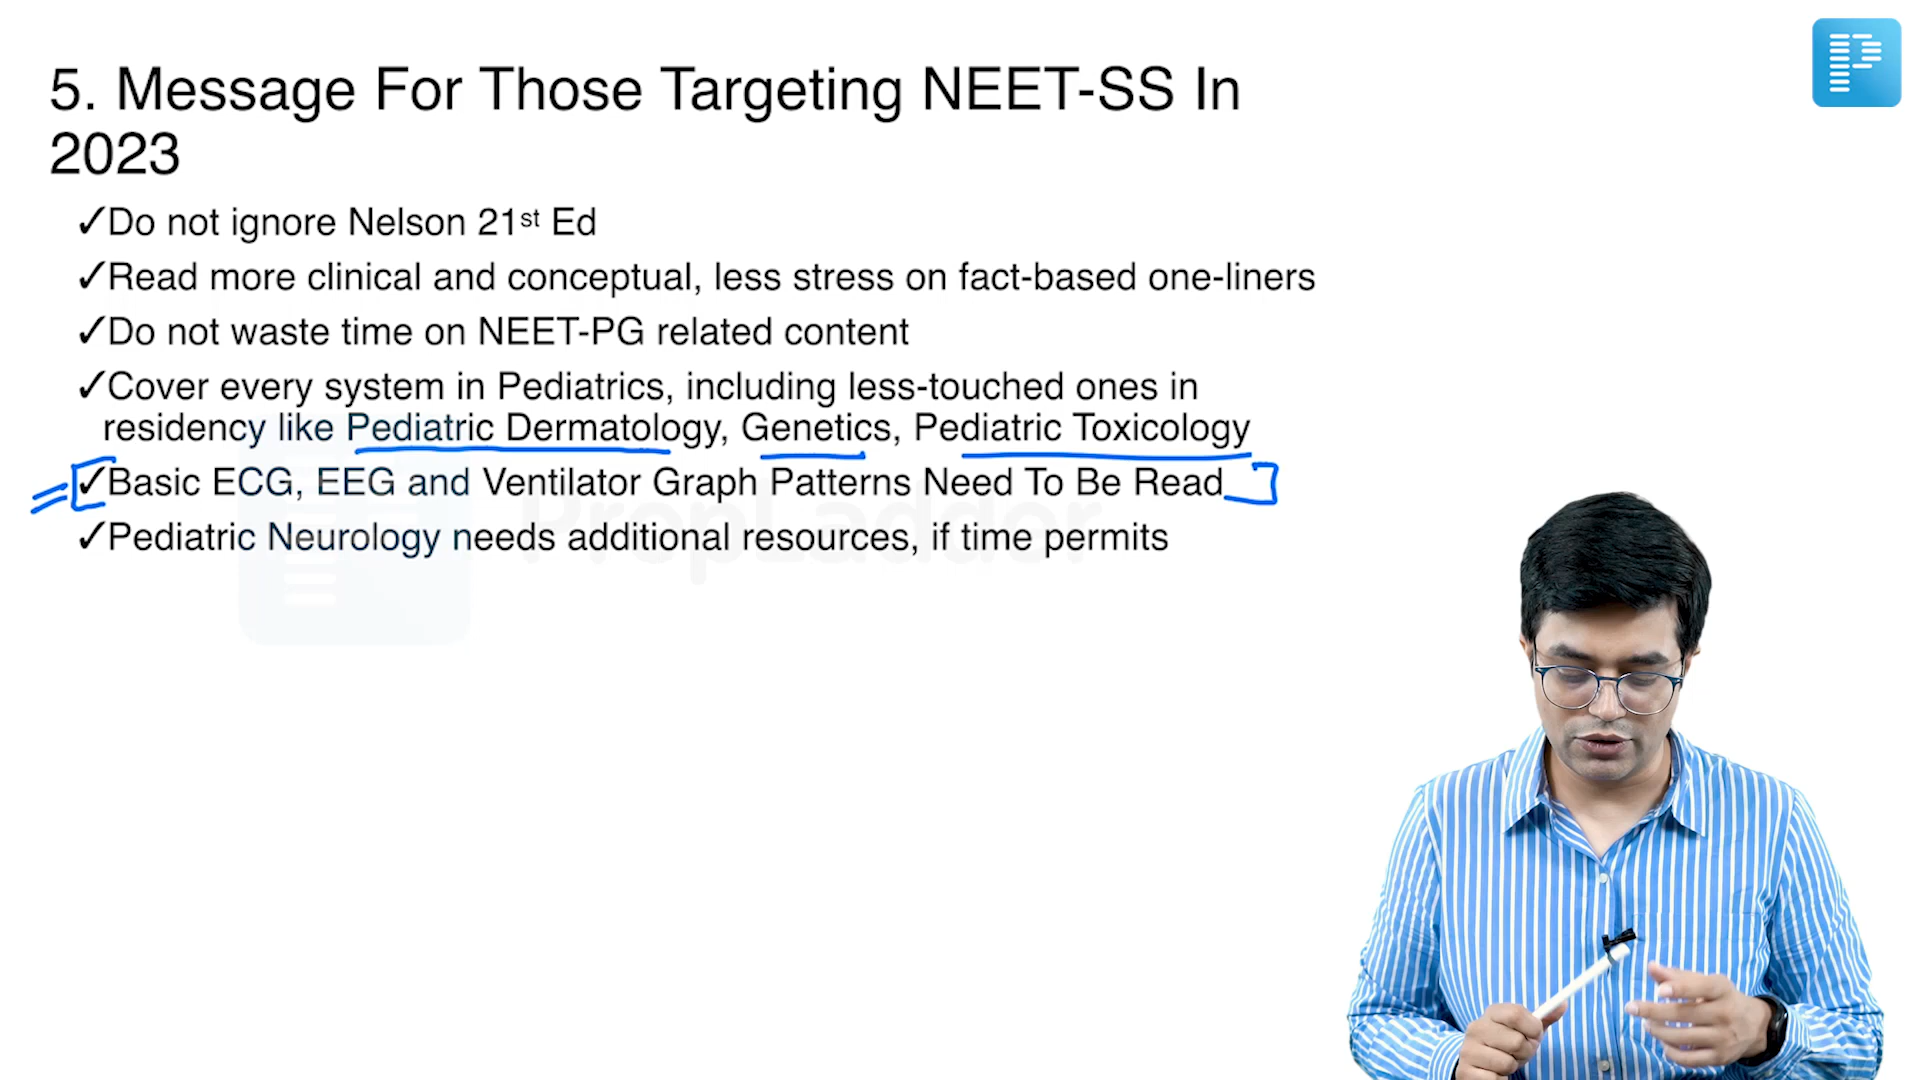 5. Message For Those Targeting NEET-SS In
2023
✓Do not ignore Nelson 21st Ed
✓Read more clinical and conceptual, less stress on fact-based one-liners
✓Do not waste time on NEET-PG related content
✓Cover every system in Pediatrics, including less-touched ones in
residency like Pediatric Dermatology, Genetics, Pediatric Toxicology
✓Basic ECG, EEG and Ventilator Graph Patterns Need To Be Read
✓Pediatric Neurology needs additional resources, if time permits
PrepLadder